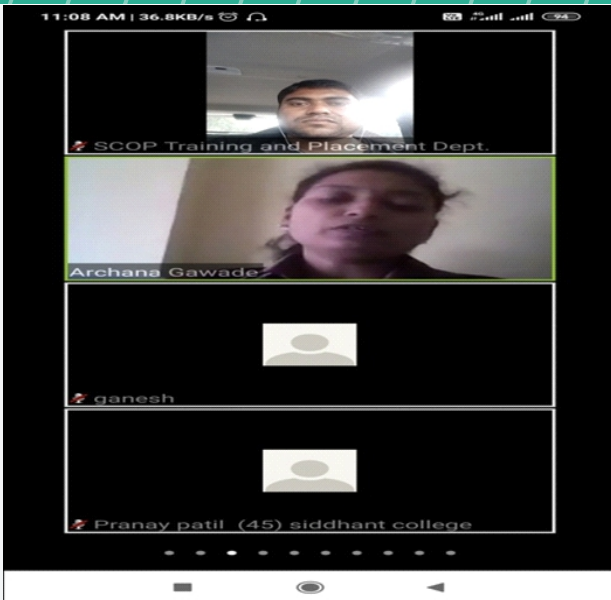 11:08 AM | 36.8KB/s
4G
94
SCOP Training and Placement Dept.
Archana Gawade
ganesh
Pranay patil (45) siddhant college